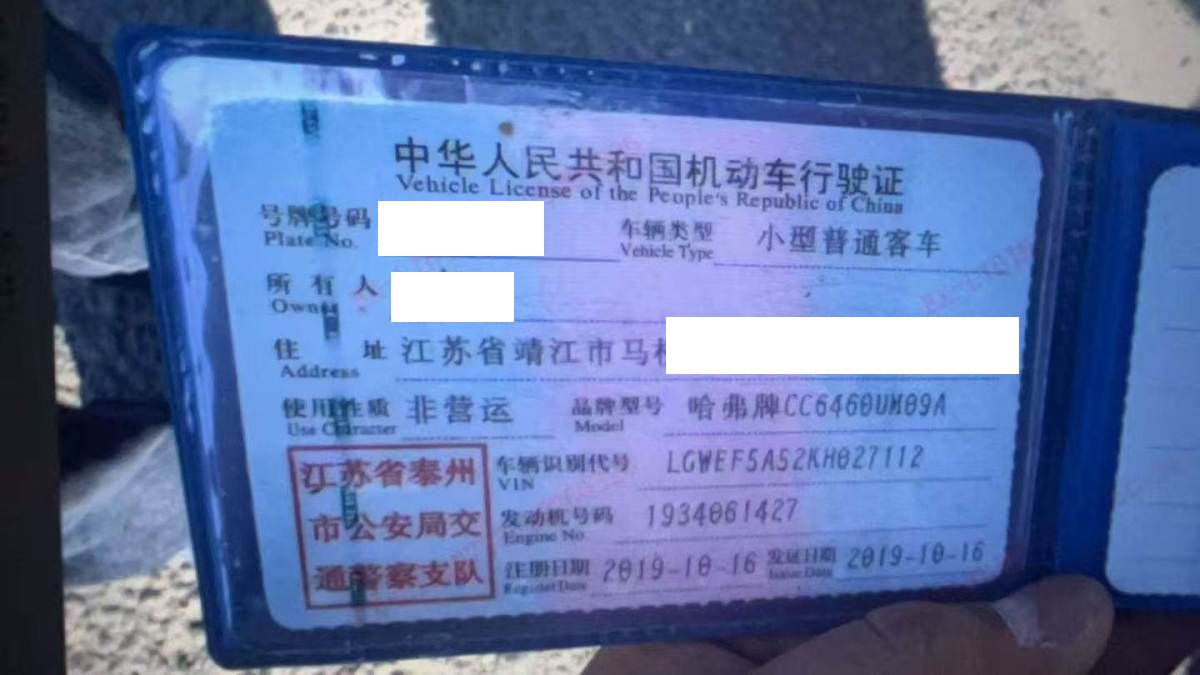 中华人民共和国机动车行驶证
Vehicle License of the People's Republic of China
号牌号码 车辆类型 小型普通客车
Plate No. Vehicle Type
所有人
Owner
住址 江苏省靖江市马
Address
使用性质 非营运 品牌型号 哈弗牌CC6460UM09A
Use Character Model
江苏省泰州 车辆识别代号 LGWEF5A52KH027112
VIN
市公安局交 发动机号码 1934061427
Engine No.
通警察支队 注册日期 2019-10-16 发证日期 2019-10-16
Register Date Issue Date